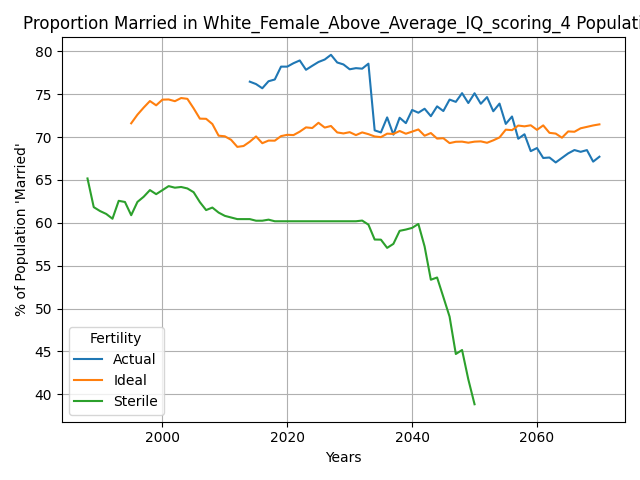 Proportion Married in White_Female_Above_Average_IQ_scoring_4 Populati
80
75
70
65
60
55
50
45
40
% of Population 'Married'
Fertility
Actual
Ideal
Sterile
2000
2020
2040
2060
Years